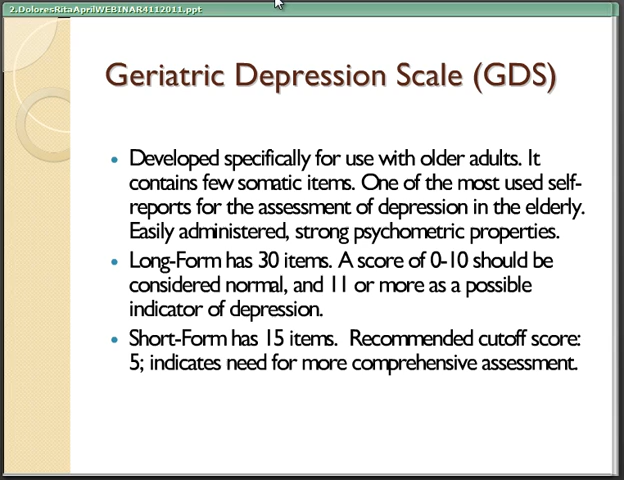 2.DoloresRitaAprilWEBINAR4112011.ppt
Geriatric Depression Scale (GDS)
• Developed specifically for use with older adults. It
contains few somatic items. One of the most used self-
reports for the assessment of depression in the elderly.
Easily administered, strong psychometric properties.
• Long-Form has 30 items. A score of 0-10 should be
considered normal, and 11 or more as a possible
indicator of depression.
• Short-Form has 15 items. Recommended cutoff score:
5; indicates need for more comprehensive assessment.